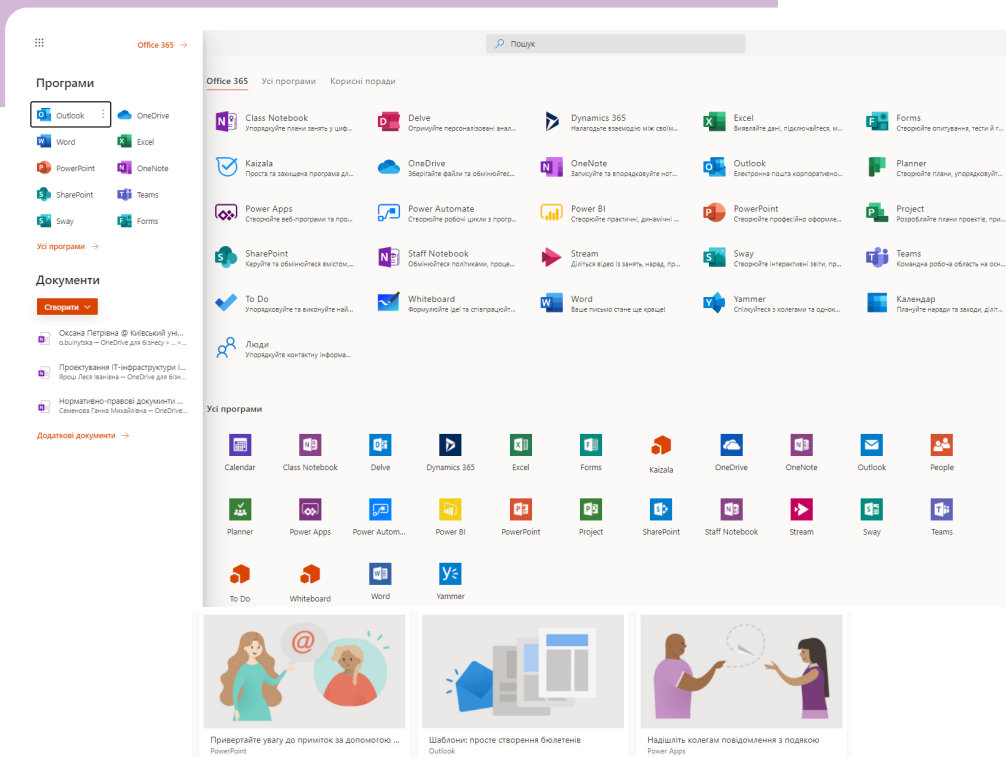 Office 365 →
Пошук
Програми
Outlook
OneDrive
Word
Excel
PowerPoint
OneNote
SharePoint
Teams
Sway
Forms
Усі програми →
Документи
Створити
Оксана Петрівна @ Київський уні...
o.buinytska — OneDrive для бізнесу > ... >...
Проектування ІТ-інфраструктури і...
Ярош Леся Іванівна — OneDrive для бізн...
Нормативно-правові докуминти ...
Семенова Ганна Михайлівна — OneDrive...
Додаткові документи →
Office 365 Усі програми Корисні поради
Class Notebook
Упорядкуйте плани занять у циф...
Delve
Отримуйте персоналізовані анал...
Dynamics 365
Налагодьте взаємодію між своїм...
Excel
Виявляйте дані, підключайтеся, м...
Forms
Створюйте опитування, тести й г...
Kaizala
Проста та захищена програма дл...
OneDrive
Зберігайте файли та обмінюйтес...
OneNote
Записуйте та впорядковуйте нот...
Outlook
Електронна пошта корпоративно...
Planner
Створюйте плани, упорядковуйт...
Power Apps
Створюйте веб-програми та про...
Power Automate
Створюйте робочі цикли з прогр...
Power BI
Створюйте практичні, динамічні ...
PowerPoint
Створюйте професійно оформле...
Project
Розробляйте плани проектів, при...
SharePoint
Керуйте та обмінюйтеся вмістом,...
Staff Notebook
Обмінюйтеся політиками, проце...
Stream
Діліться відео із занять, нарад, пр...
Sway
Створюйте інтерактивні звіти, пр...
Teams
Командна робоча область на осн...
To Do
Упорядковуйте та виконуйте най...
Whiteboard
Формулюйте ідеї та співпрацюйт...
Word
Ваше письмо стане ще краще!
Yammer
Спілкуйтеся з колегами та однок...
Календар
Плануйте наради та заходи, діліт...
Люди
Упорядкуйте контактну інформа...
Усі програми
Calendar
Class Notebook
Delve
Dynamics 365
Excel
Forms
Kaizala
OneDrive
OneNote
Outlook
People
Planner
Power Apps
Power Autom...
Power BI
PowerPoint
Project
SharePoint
Staff Notebook
Stream
Sway
Teams
To Do
Whiteboard
Word
Yammer
Привертайте увагу до приміток за допомогою ...
PowerPoint
Шаблони: просте створення бюлетенів
Outlook
Надішліть колегам повідомлення з подякою
Power Apps